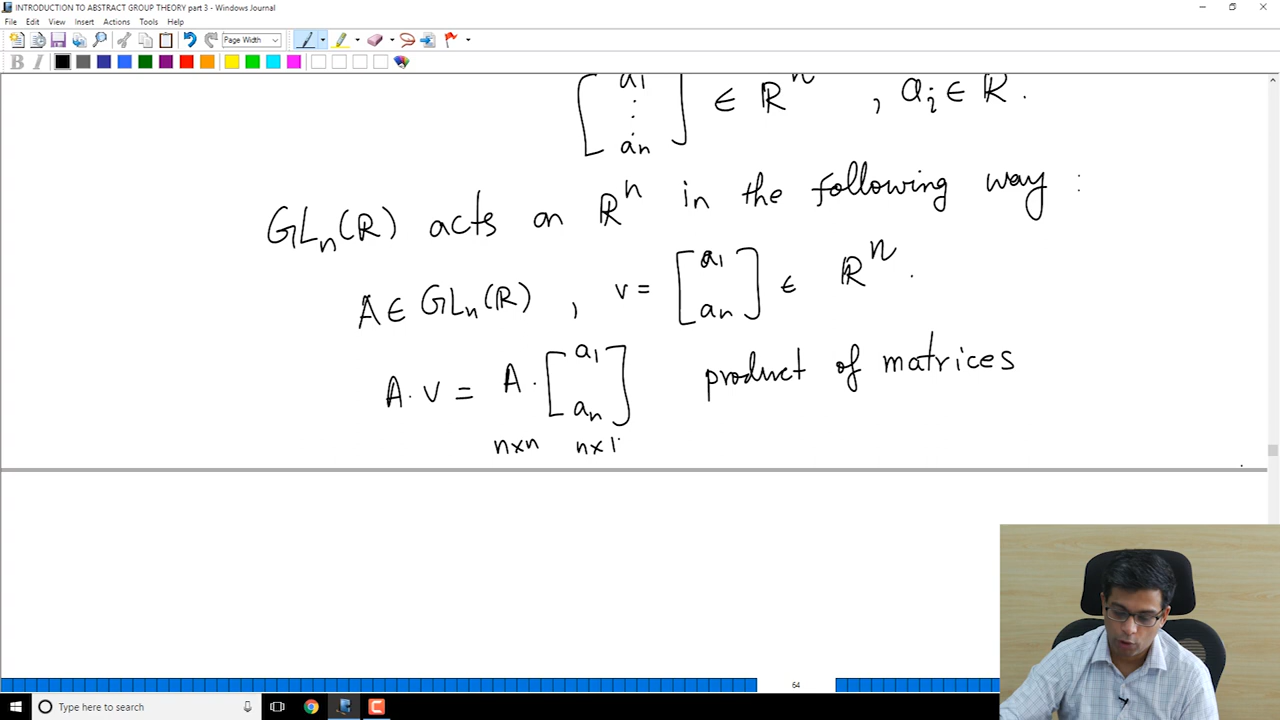 INTRODUCTION TO ABSTRACT GROUP THEORY part 3 - Windows Journal
File Edit View Insert Actions Tools Help
Page Width
B I
[ a1 ⋮ an ] ∈ ℝ^n , ai ∈ ℝ.
GLn(ℝ) acts on ℝ^n in the following way :
A ∈ GLn(ℝ) , v = [ a1 an ] ∈ ℝ^n .
A · v = A · [ a1 an ] product of matrices
n×n n×1
64
Type here to search